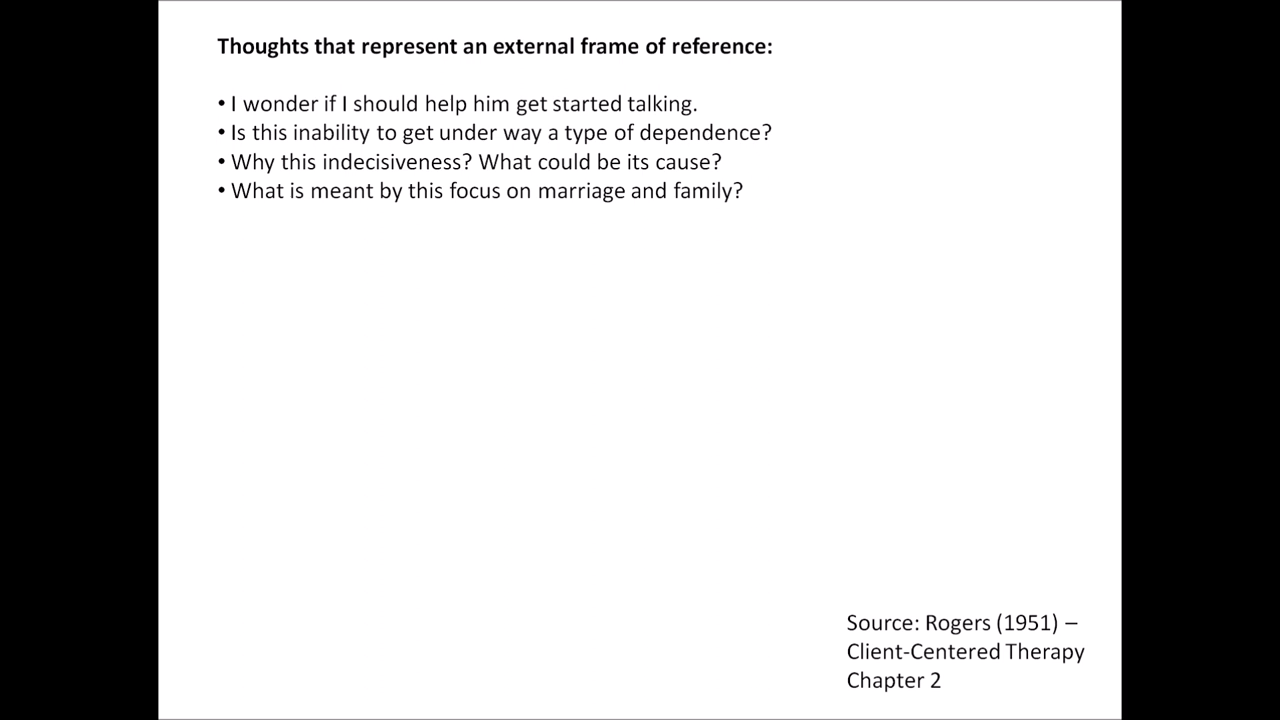 Thoughts that represent an external frame of reference:
• I wonder if I should help him get started talking.
• Is this inability to get under way a type of dependence?
• Why this indecisiveness? What could be its cause?
• What is meant by this focus on marriage and family?
Source: Rogers (1951) –
Client-Centered Therapy
Chapter 2